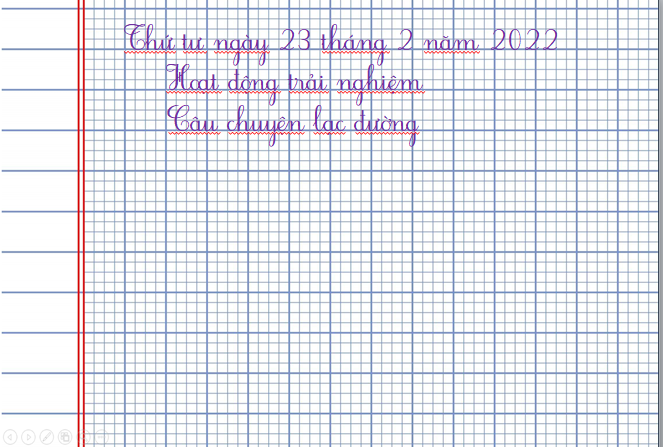 Thứ tư ngày 23 tháng 2 năm 2022
Hoạt động trải nghiệm
Câu chuyện lạc đường